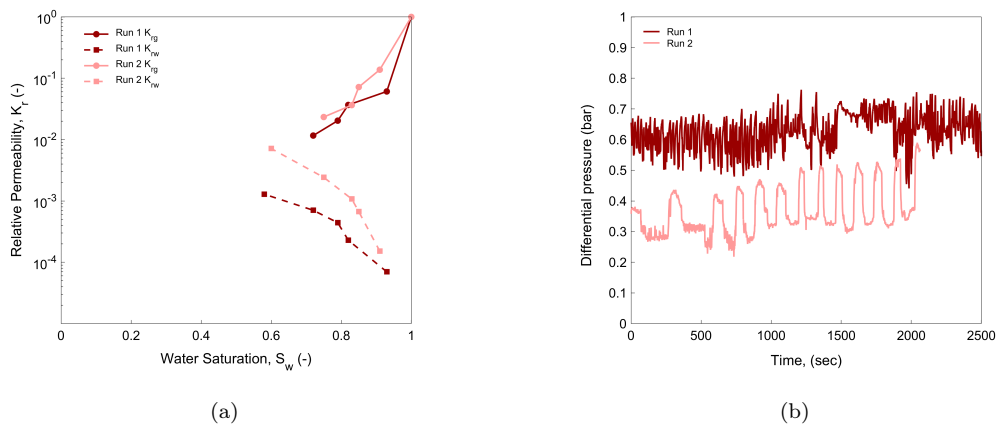 10⁰
10⁻¹
10⁻²
10⁻³
10⁻⁴
Relative Permeability, Kᵣ (-)
Run 1 K_rg
Run 1 K_rw
Run 2 K_rg
Run 2 K_rw
0 0.2 0.4 0.6 0.8 1
Water Saturation, S_w (-)
(a)
1
0.9
0.8
0.7
0.6
0.5
0.4
0.3
0.2
0.1
0
Differential pressure (bar)
Run 1
Run 2
0 500 1000 1500 2000 2500
Time, (sec)
(b)